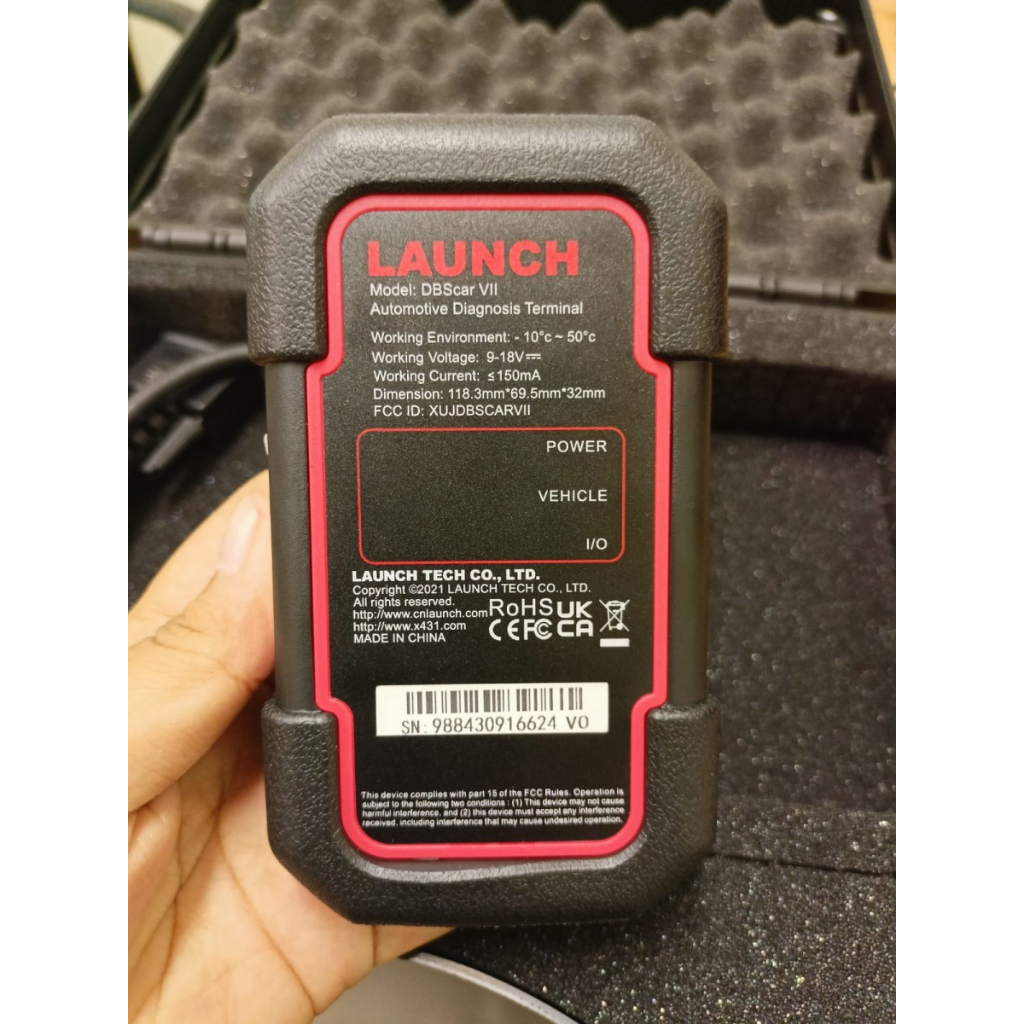 LAUNCH
Model: DBScar VII
Automotive Diagnosis Terminal
Working Environment: - 10°c ~ 50°c
Working Voltage: 9-18V⎓
Working Current: ≤150mA
Dimension: 118.3mm*69.5mm*32mm
FCC ID: XUJDBSCARVII
POWER
VEHICLE
I/O
LAUNCH TECH CO., LTD.
Copyright ©2021 LAUNCH TECH CO., LTD.
All rights reserved.
http://www.cnlaunch.com
http://www.x431.com
MADE IN CHINA
RoHS UK
CE FC CA
SN: 988430916624 V0
This device complies with part 15 of the FCC Rules. Operation is
subject to the following two conditions : (1) This device may not cause
harmful interference, and (2) this device must accept any interference
received, including interference that may cause undesired operation.